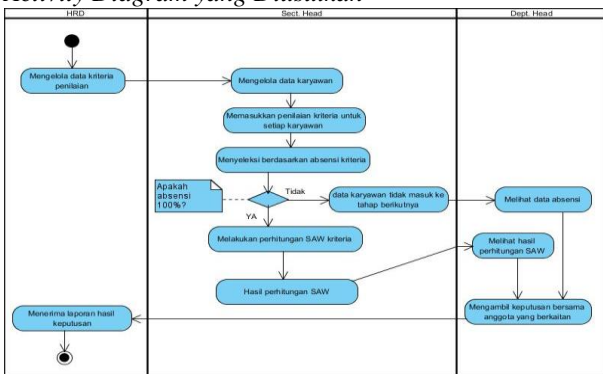 Activity Diagram yang Diusulkan
HRD
Sect. Head
Dept. Head
Mengelola data kriteria
penilaian
Mengelola data karyawan
Memasukkan penilaian kriteria untuk
setiap karyawan
Menyeleksi berdasarkan absensi kriteria
Apakah
absensi
100%?
Tidak
YA
data karyawan tidak masuk ke
tahap berikutnya
Melihat data absensi
Melakukan perhitungan SAW kriteria
Melihat hasil
perhitungan SAW
Hasil perhitungan SAW
Mengambil keputusan bersama
anggota yang berkaitan
Menerima laporan hasil
keputusan